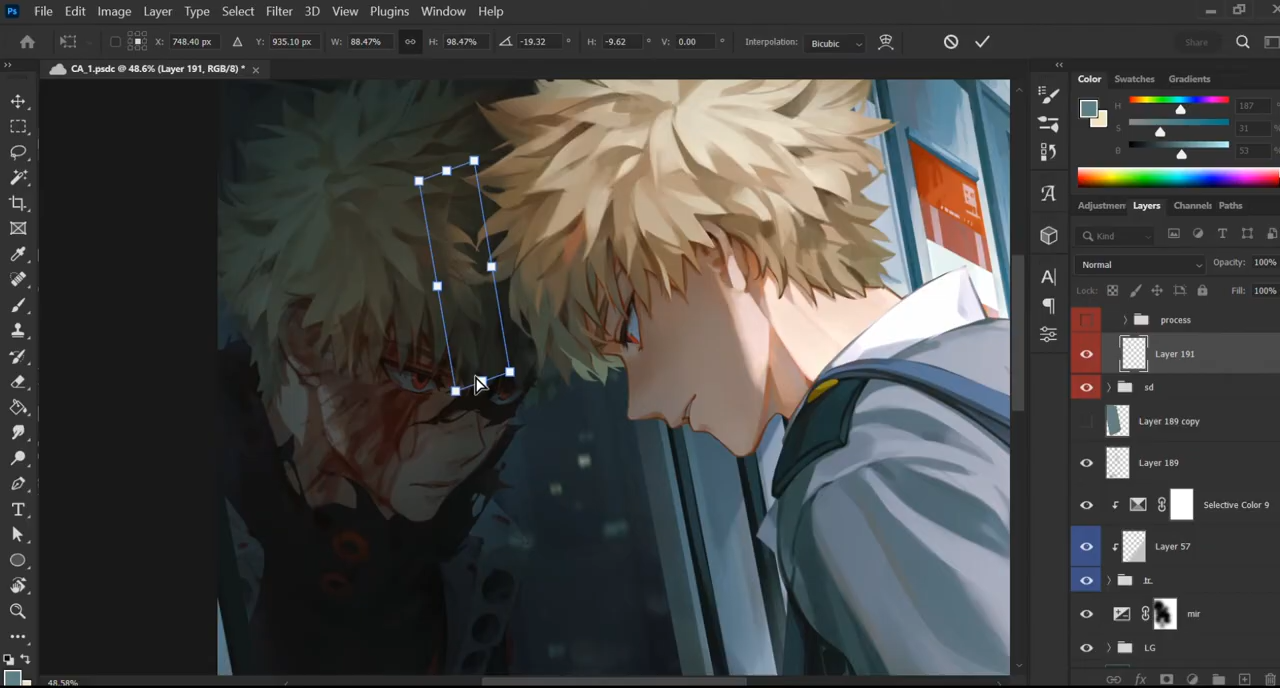 Ps File Edit Image Layer Type Select Filter 3D View Plugins Window Help
X: 748.40 px Y: 935.10 px W: 88.47% H: 98.47% -19.32 ° H: -9.62 ° V: 0.00 ° Interpolation: Bicubic Share
CA_1.psdc @ 48.6% (Layer 191, RGB/8) *
Color Swatches Gradients
H 187
S 31
B 53
Adjustmen Layers Channels Paths
Kind
Normal Opacity: 100%
Lock: Fill: 100%
process
Layer 191
sd
Layer 189 copy
Layer 189
Selective Color 9
Layer 57
tr
mir
LG
48.58%